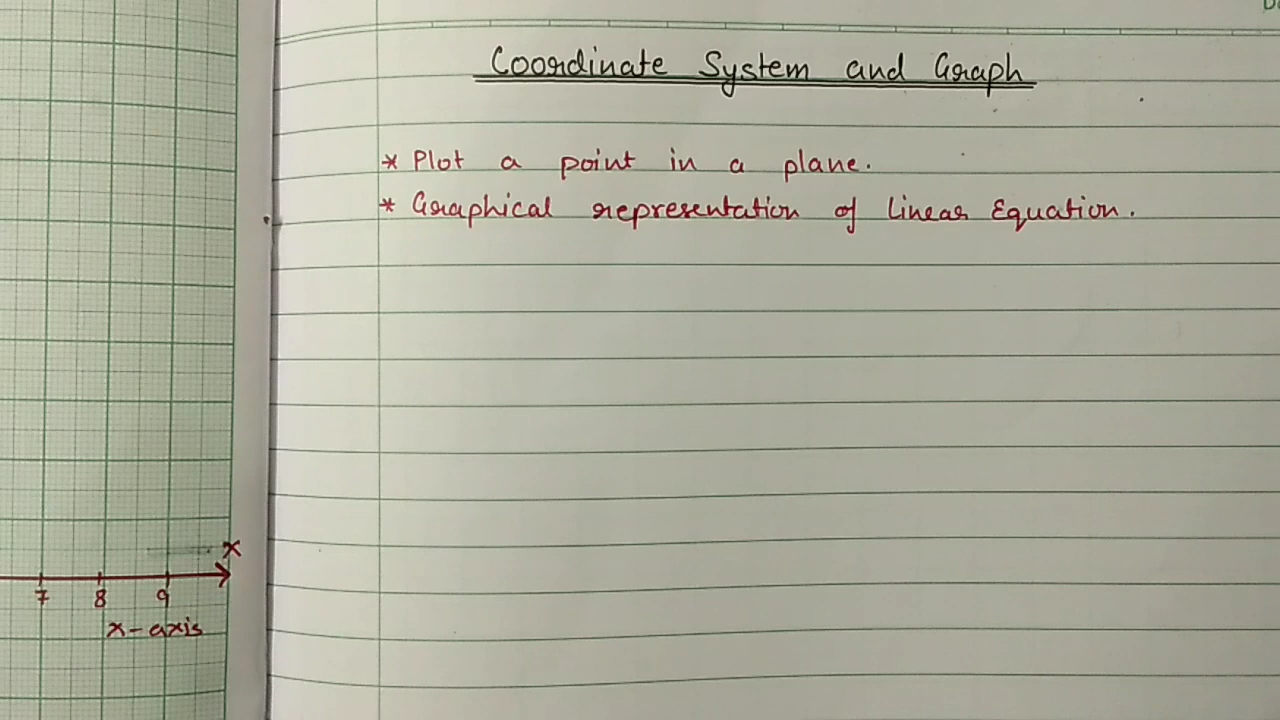 Coordinate System and Graph
* Plot a point in a plane.
* Graphical representation of Linear Equation.
x
7 8 9
x-axis